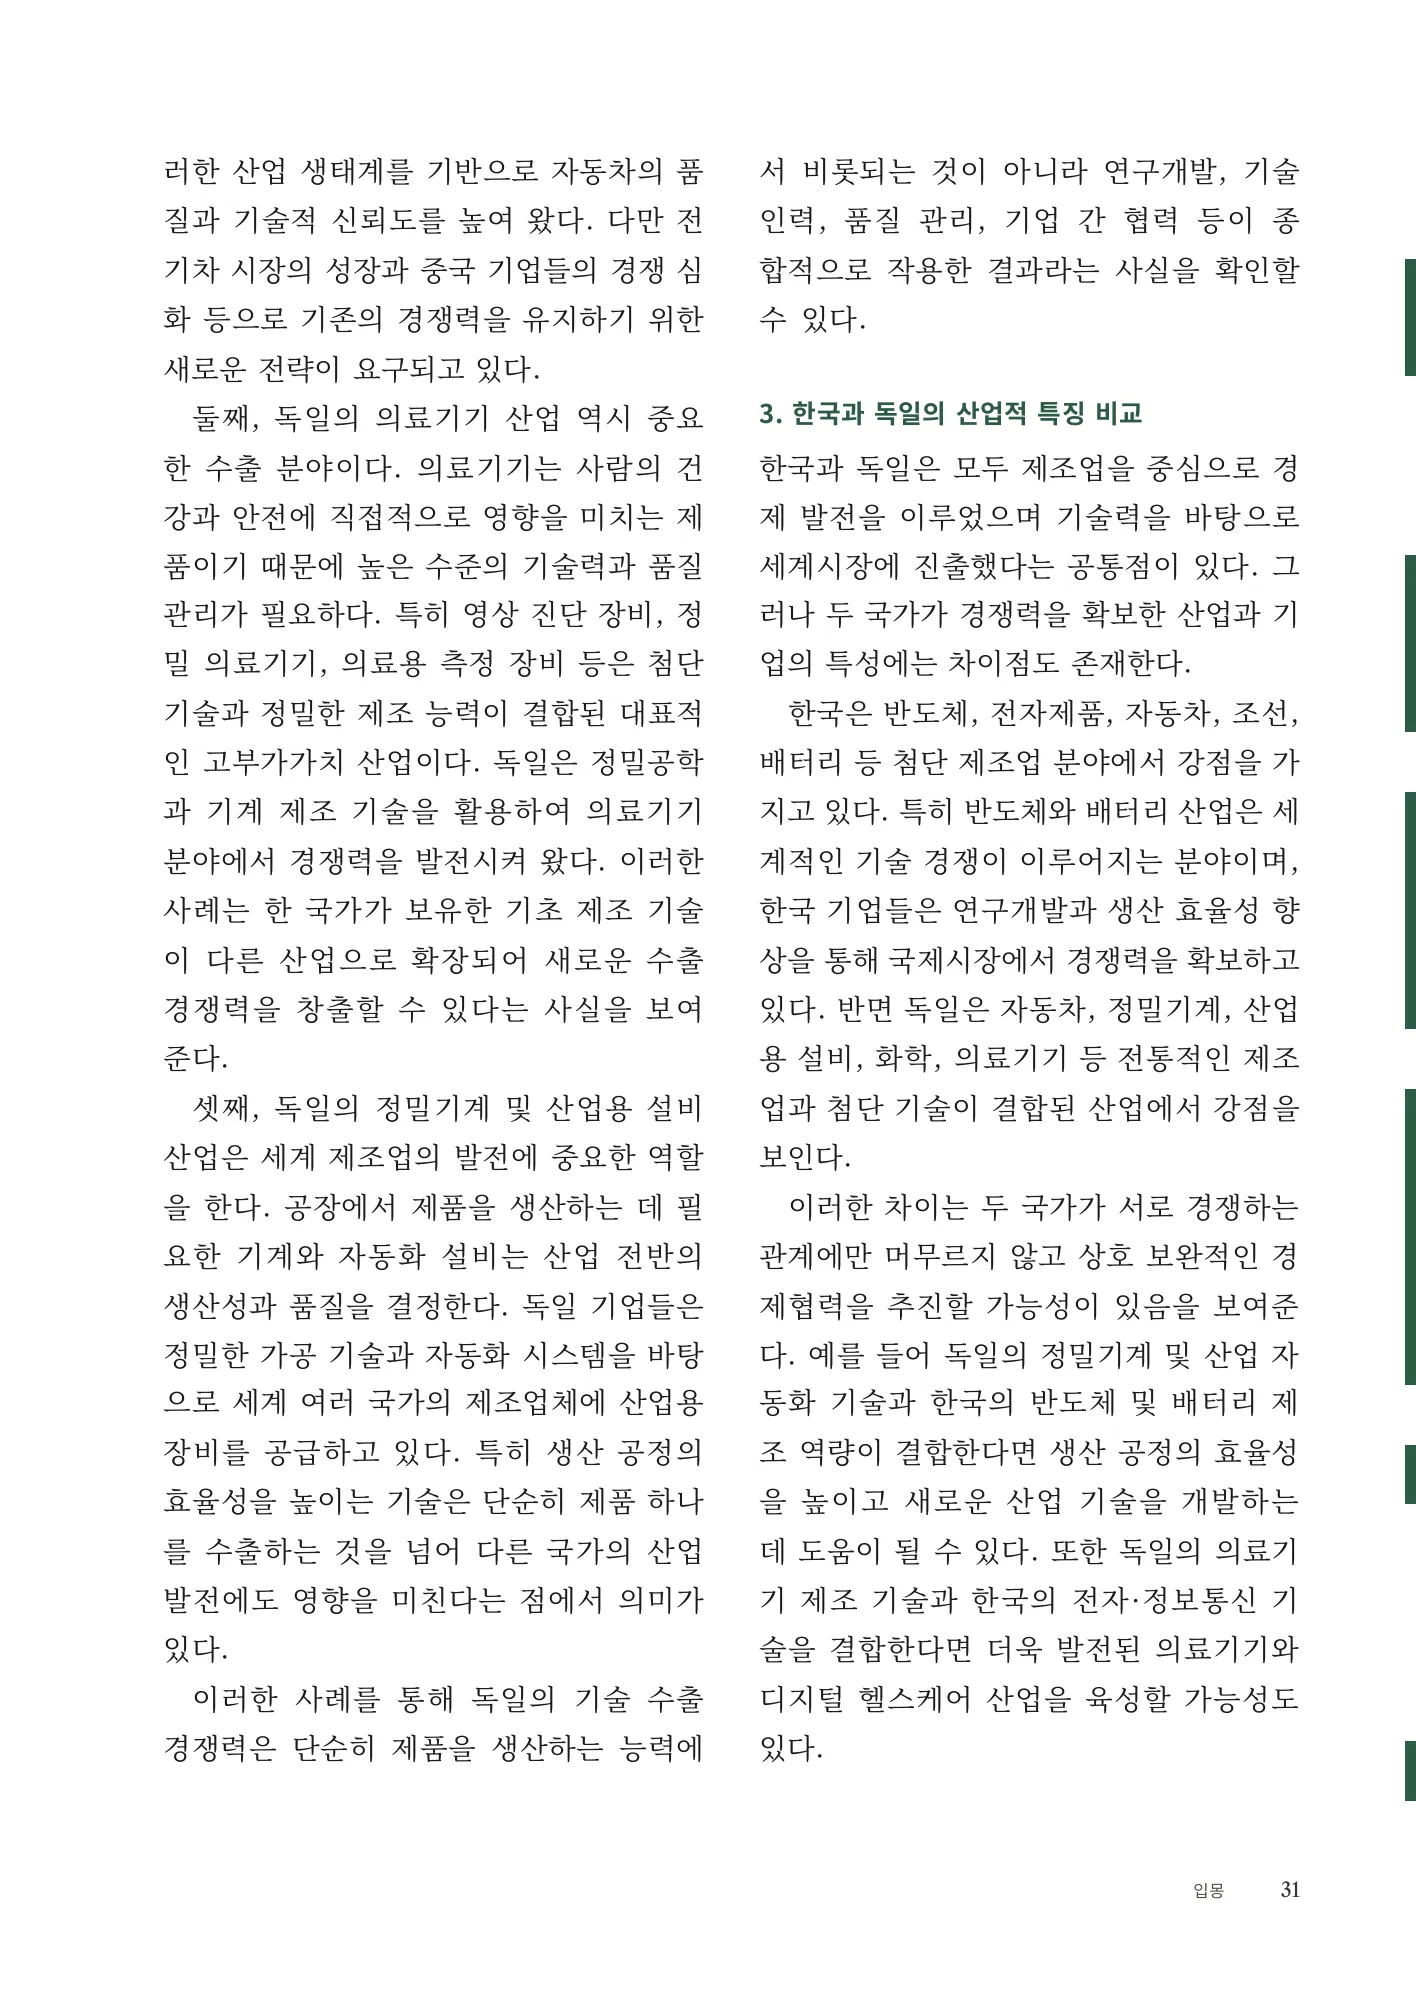 러한 산업 생태계를 기반으로 자동차의 품
질과 기술적 신뢰도를 높여 왔다. 다만 전
기차 시장의 성장과 중국 기업들의 경쟁 심
화 등으로 기존의 경쟁력을 유지하기 위한
새로운 전략이 요구되고 있다.
둘째, 독일의 의료기기 산업 역시 중요
한 수출 분야이다. 의료기기는 사람의 건
강과 안전에 직접적으로 영향을 미치는 제
품이기 때문에 높은 수준의 기술력과 품질
관리가 필요하다. 특히 영상 진단 장비, 정
밀 의료기기, 의료용 측정 장비 등은 첨단
기술과 정밀한 제조 능력이 결합된 대표적
인 고부가가치 산업이다. 독일은 정밀공학
과 기계 제조 기술을 활용하여 의료기기
분야에서 경쟁력을 발전시켜 왔다. 이러한
사례는 한 국가가 보유한 기초 제조 기술
이 다른 산업으로 확장되어 새로운 수출
경쟁력을 창출할 수 있다는 사실을 보여
준다.
셋째, 독일의 정밀기계 및 산업용 설비
산업은 세계 제조업의 발전에 중요한 역할
을 한다. 공장에서 제품을 생산하는 데 필
요한 기계와 자동화 설비는 산업 전반의
생산성과 품질을 결정한다. 독일 기업들은
정밀한 가공 기술과 자동화 시스템을 바탕
으로 세계 여러 국가의 제조업체에 산업용
장비를 공급하고 있다. 특히 생산 공정의
효율성을 높이는 기술은 단순히 제품 하나
를 수출하는 것을 넘어 다른 국가의 산업
발전에도 영향을 미친다는 점에서 의미가
있다.
이러한 사례를 통해 독일의 기술 수출
경쟁력은 단순히 제품을 생산하는 능력에
서 비롯되는 것이 아니라 연구개발, 기술
인력, 품질 관리, 기업 간 협력 등이 종
합적으로 작용한 결과라는 사실을 확인할
수 있다.
3. 한국과 독일의 산업적 특징 비교
한국과 독일은 모두 제조업을 중심으로 경
제 발전을 이루었으며 기술력을 바탕으로
세계시장에 진출했다는 공통점이 있다. 그
러나 두 국가가 경쟁력을 확보한 산업과 기
업의 특성에는 차이점도 존재한다.
한국은 반도체, 전자제품, 자동차, 조선,
배터리 등 첨단 제조업 분야에서 강점을 가
지고 있다. 특히 반도체와 배터리 산업은 세
계적인 기술 경쟁이 이루어지는 분야이며,
한국 기업들은 연구개발과 생산 효율성 향
상을 통해 국제시장에서 경쟁력을 확보하고
있다. 반면 독일은 자동차, 정밀기계, 산업
용 설비, 화학, 의료기기 등 전통적인 제조
업과 첨단 기술이 결합된 산업에서 강점을
보인다.
이러한 차이는 두 국가가 서로 경쟁하는
관계에만 머무르지 않고 상호 보완적인 경
제협력을 추진할 가능성이 있음을 보여준
다. 예를 들어 독일의 정밀기계 및 산업 자
동화 기술과 한국의 반도체 및 배터리 제
조 역량이 결합한다면 생산 공정의 효율성
을 높이고 새로운 산업 기술을 개발하는
데 도움이 될 수 있다. 또한 독일의 의료기
기 제조 기술과 한국의 전자·정보통신 기
술을 결합한다면 더욱 발전된 의료기기와
디지털 헬스케어 산업을 육성할 가능성도
있다.
입몽 31